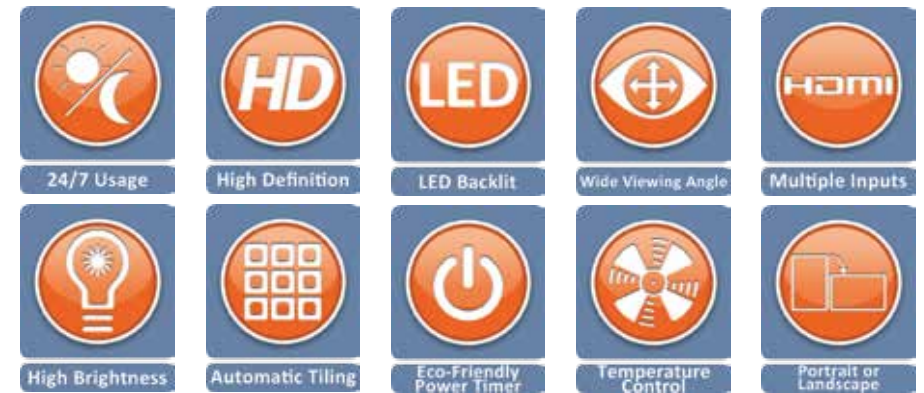 HD
LED
HDMI
24/7 Usage
High Definition
LED Backlit
Wide Viewing Angle
Multiple Inputs
High Brightness
Automatic Tiling
Eco-Friendly
Power Timer
Temperature
Control
Portrait or
Landscape